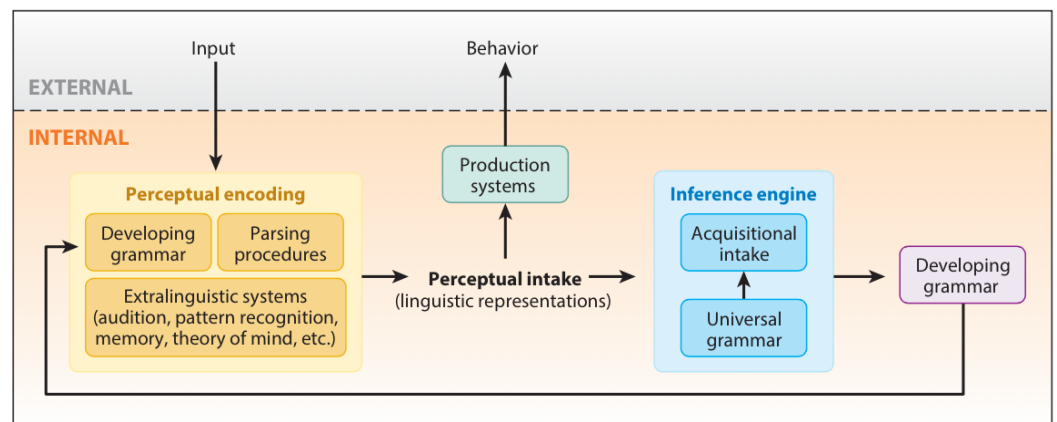 Input
Behavior
EXTERNAL
INTERNAL
Perceptual encoding
Developing
grammar
Parsing
procedures
Extralinguistic systems
(audition, pattern recognition,
memory, theory of mind, etc.)
Production
systems
Perceptual intake
(linguistic representations)
Inference engine
Acquisitional
intake
Universal
grammar
Developing
grammar